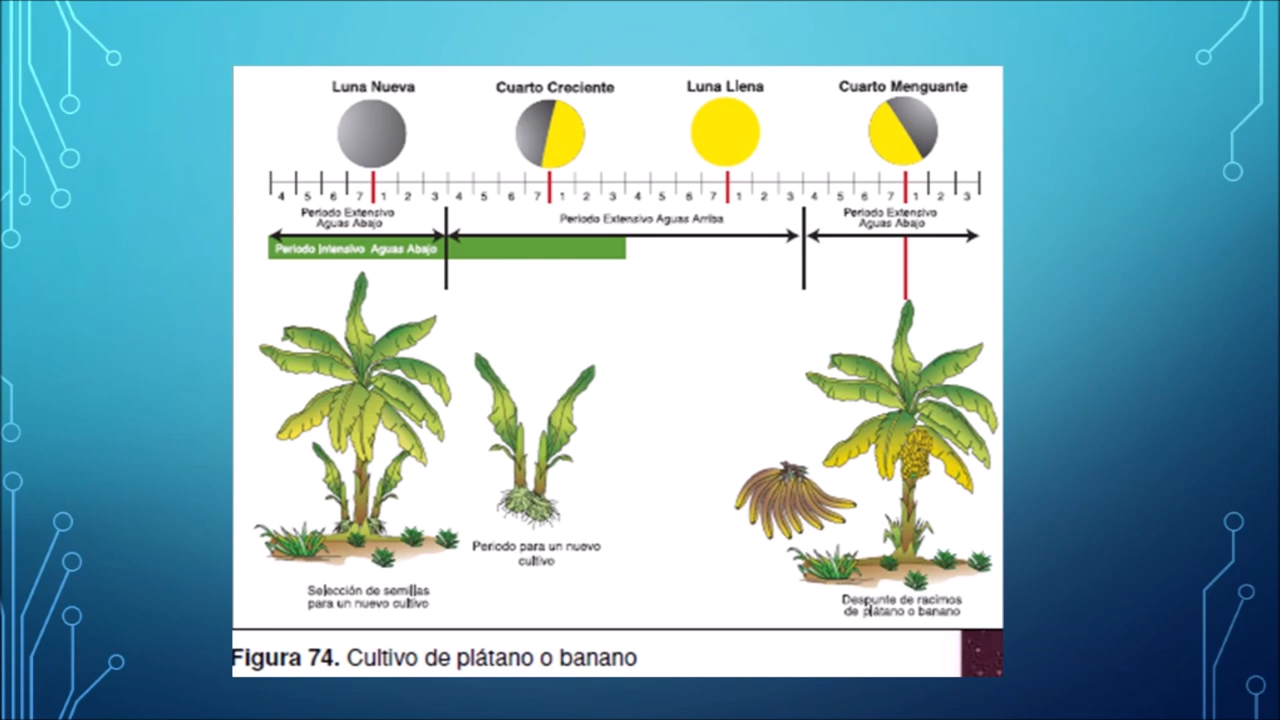 Luna Nueva Cuarto Creciente Luna Llena Cuarto Menguante
4 5 6 7 1 2 3 4 5 6 7 1 2 3 4 5 6 7 1 2 3 4 5 6 7 1 2 3
Periodo Extensivo
Aguas Abajo
Periodo Extensivo Aguas Arriba
Periodo Extensivo
Aguas Abajo
Periodo Intensivo Aguas Abajo
Periodo para un nuevo
cultivo
Selección de semillas
para un nuevo cultivo
Despunte de racimos
de plátano o banano
Figura 74. Cultivo de plátano o banano